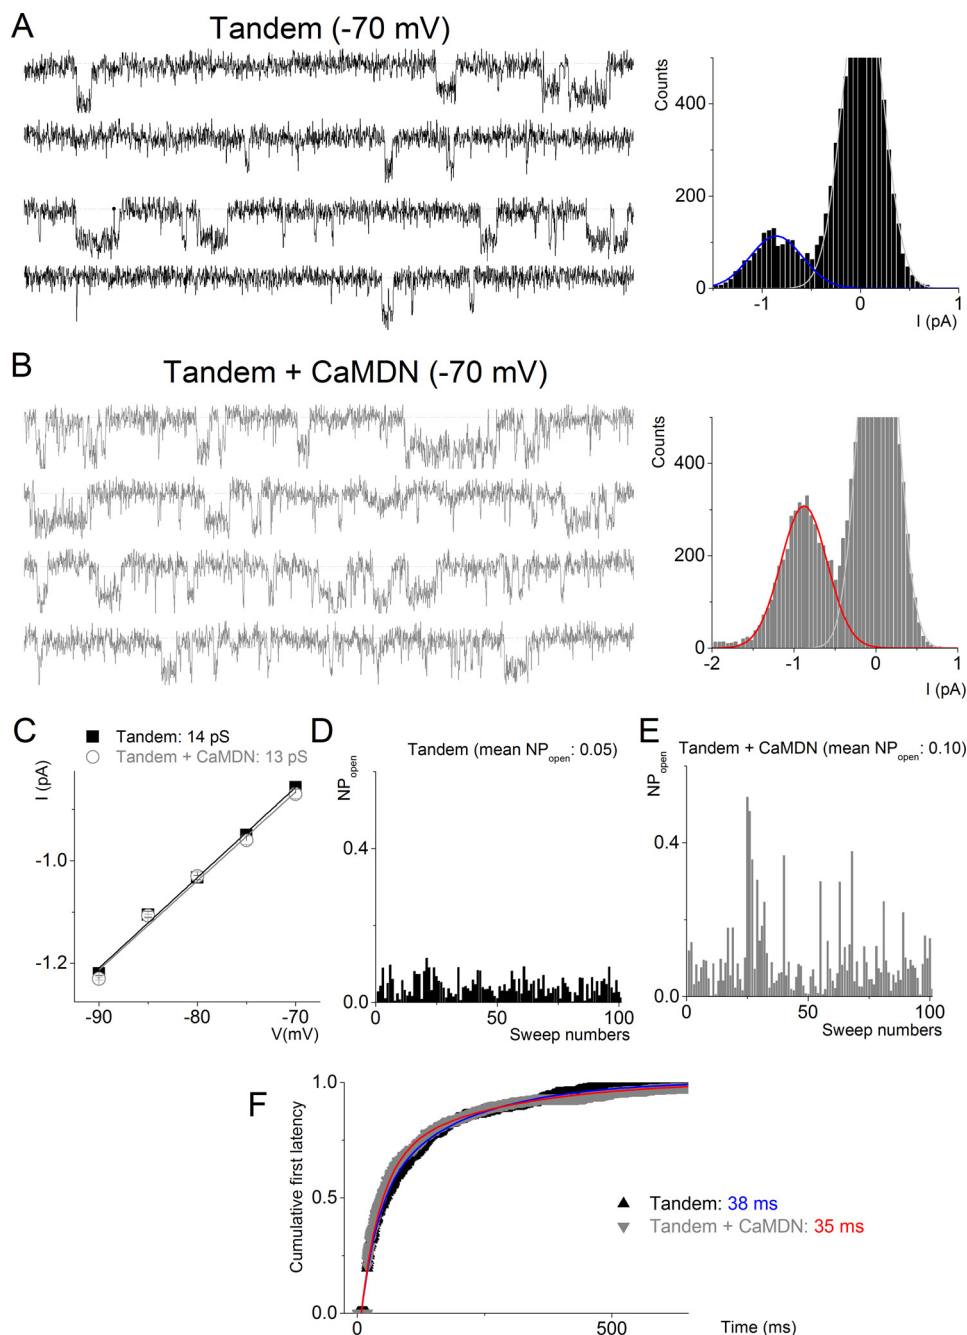 A
Tandem (-70 mV)
Counts
400
200
0
-1
0
1
I (pA)
B
Tandem + CaMDN (-70 mV)
Counts
400
200
0
-2
-1
0
1
I (pA)
C
Tandem: 14 pS
Tandem + CaMDN: 13 pS
I (pA)
-1.0
-1.2
-90
-80
-70
V(mV)
D
Tandem (mean NPopen: 0.05)
NPopen
0.4
0.0
0
50
100
Sweep numbers
E
Tandem + CaMDN (mean NPopen: 0.10)
NPopen
0.4
0.0
0
50
100
Sweep numbers
F
Cumulative first latency
1.0
0.5
0.0
0
500
Time (ms)
Tandem: 38 ms
Tandem + CaMDN: 35 ms